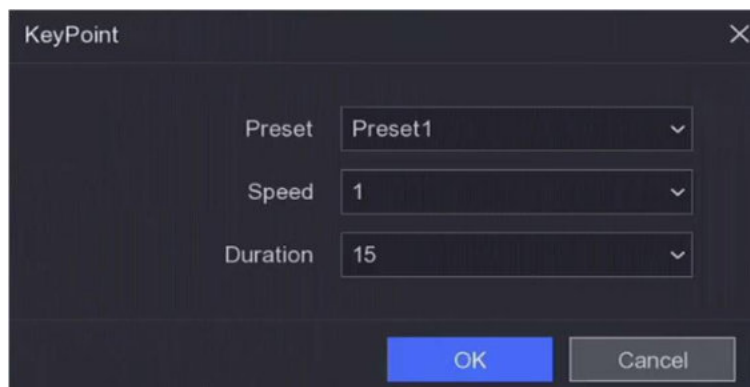 KeyPoint
Preset Preset1
Speed 1
Duration 15
OK Cancel